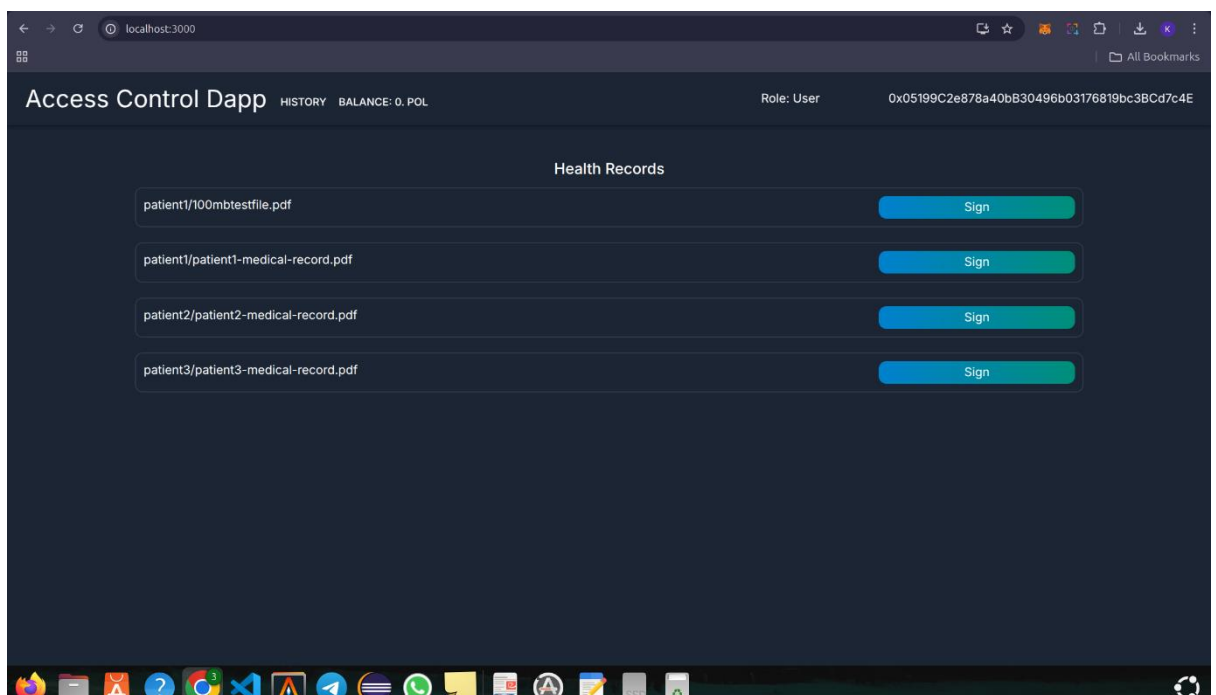 localhost:3000
All Bookmarks
Access Control Dapp HISTORY BALANCE: 0. POL Role: User 0x05199C2e878a40bB30496b03176819bc3BCd7c4E
Health Records
patient1/100mbtestfile.pdf Sign
patient1/patient1-medical-record.pdf Sign
patient2/patient2-medical-record.pdf Sign
patient3/patient3-medical-record.pdf Sign